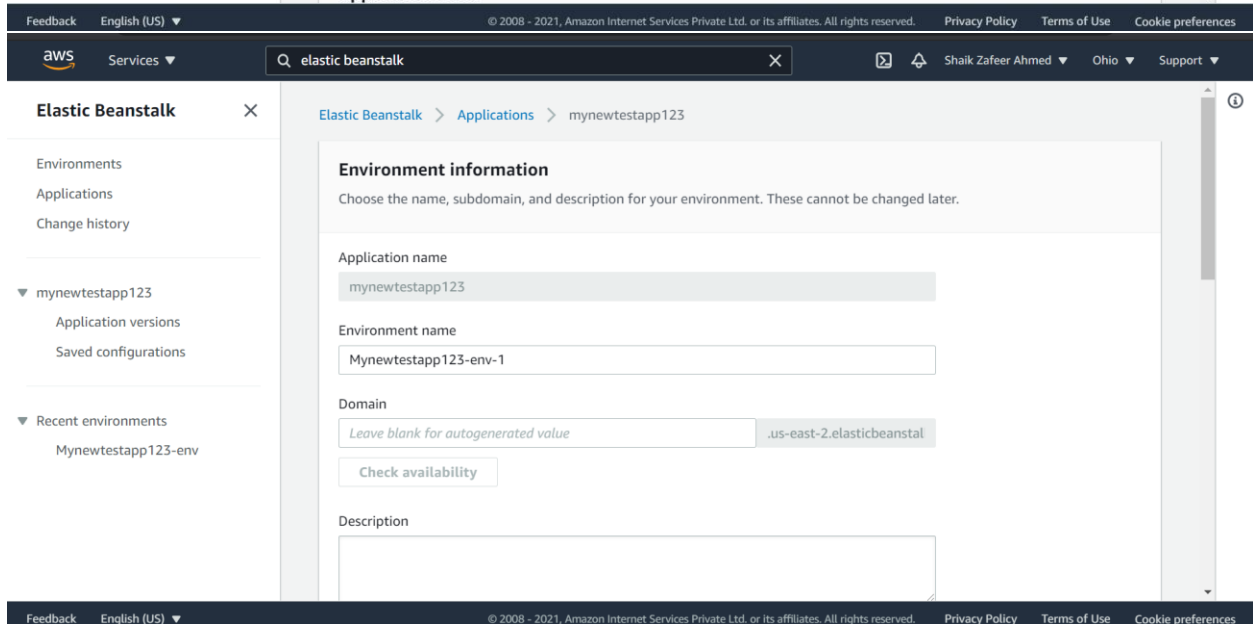 Feedback English (US) ▼ © 2008 - 2021, Amazon Internet Services Private Ltd. or its affiliates. All rights reserved. Privacy Policy Terms of Use Cookie preferences
aws Services ▼ elastic beanstalk Shaik Zafeer Ahmed ▼ Ohio ▼ Support ▼
Elastic Beanstalk
Environments
Applications
Change history
▼ mynewtestapp123
Application versions
Saved configurations
▼ Recent environments
Mynewtestapp123-env
Elastic Beanstalk > Applications > mynewtestapp123
Environment information
Choose the name, subdomain, and description for your environment. These cannot be changed later.
Application name
mynewtestapp123
Environment name
Mynewtestapp123-env-1
Domain
Leave blank for autogenerated value .us-east-2.elasticbeanstal
Check availability
Description
Feedback English (US) ▼ © 2008 - 2021, Amazon Internet Services Private Ltd. or its affiliates. All rights reserved. Privacy Policy Terms of Use Cookie preferences